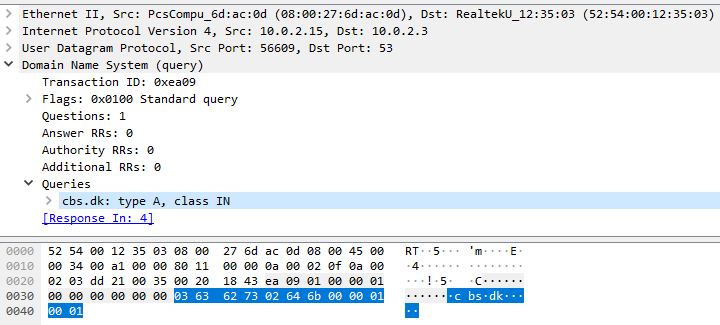 Ethernet II, Src: PcsCompu_6d:ac:0d (08:00:27:6d:ac:0d), Dst: RealtekU_12:35:03 (52:54:00:12:35:03)
Internet Protocol Version 4, Src: 10.0.2.15, Dst: 10.0.2.3
User Datagram Protocol, Src Port: 56609, Dst Port: 53
Domain Name System (query)
Transaction ID: 0xea09
Flags: 0x0100 Standard query
Questions: 1
Answer RRs: 0
Authority RRs: 0
Additional RRs: 0
Queries
cbs.dk: type A, class IN
[Response In: 4]
0000 52 54 00 12 35 03 08 00 27 6d ac 0d 08 00 45 00 RT··5··· 'm····E·
0010 00 34 00 a1 00 00 80 11 00 00 0a 00 02 0f 0a 00 ·4······ ········
0020 02 03 dd 21 00 35 00 20 18 43 ea 09 01 00 00 01 ···!·5·  ·C······
0030 00 00 00 00 00 00 03 63 62 73 02 64 6b 00 00 01 ·······c bs·dk···
0040 00 01 ··